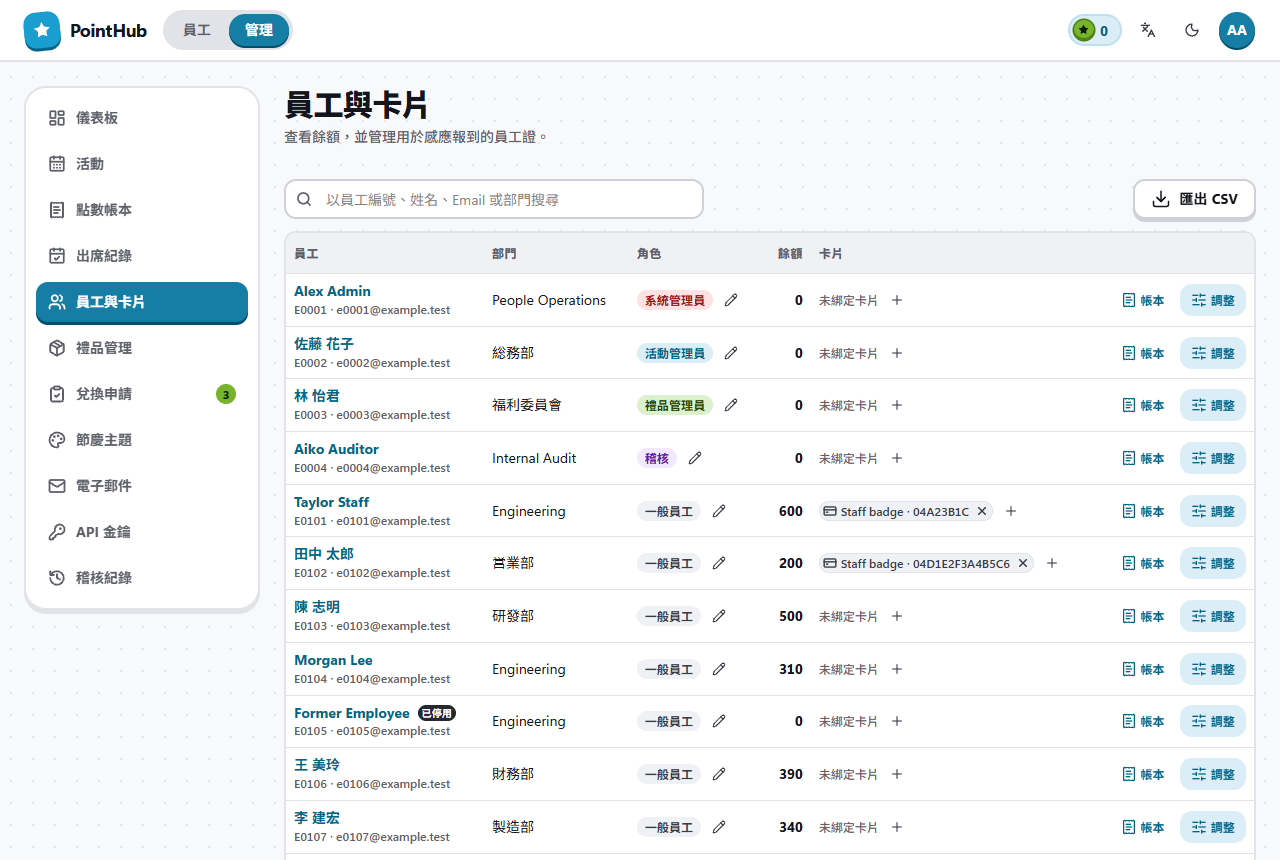 PointHub
員工
管理
0
AA
儀表板
活動
點數帳本
出席紀錄
員工與卡片
禮品管理
兌換申請
3
節慶主題
電子郵件
API 金鑰
稽核紀錄
員工與卡片
查看餘額，並管理用於感應報到的員工證。
以員工編號、姓名、Email 或部門搜尋
匯出 CSV
員工 部門 角色 餘額 卡片
Alex Admin
E0001 · e0001@example.test
People Operations 系統管理員 0 未綁定卡片 帳本 調整
佐藤 花子
E0002 · e0002@example.test
総務部 活動管理員 0 未綁定卡片 帳本 調整
林 怡君
E0003 · e0003@example.test
福利委員會 禮品管理員 0 未綁定卡片 帳本 調整
Aiko Auditor
E0004 · e0004@example.test
Internal Audit 稽核 0 未綁定卡片 帳本 調整
Taylor Staff
E0101 · e0101@example.test
Engineering 一般員工 600 Staff badge · 04A23B1C 帳本 調整
田中 太郎
E0102 · e0102@example.test
営業部 一般員工 200 Staff badge · 04D1E2F3A4B5C6 帳本 調整
陳 志明
E0103 · e0103@example.test
研發部 一般員工 500 未綁定卡片 帳本 調整
Morgan Lee
E0104 · e0104@example.test
Engineering 一般員工 310 未綁定卡片 帳本 調整
Former Employee 已停用
E0105 · e0105@example.test
Engineering 一般員工 0 未綁定卡片 帳本 調整
王 美玲
E0106 · e0106@example.test
財務部 一般員工 390 未綁定卡片 帳本 調整
李 建宏
E0107 · e0107@example.test
製造部 一般員工 340 未綁定卡片 帳本 調整